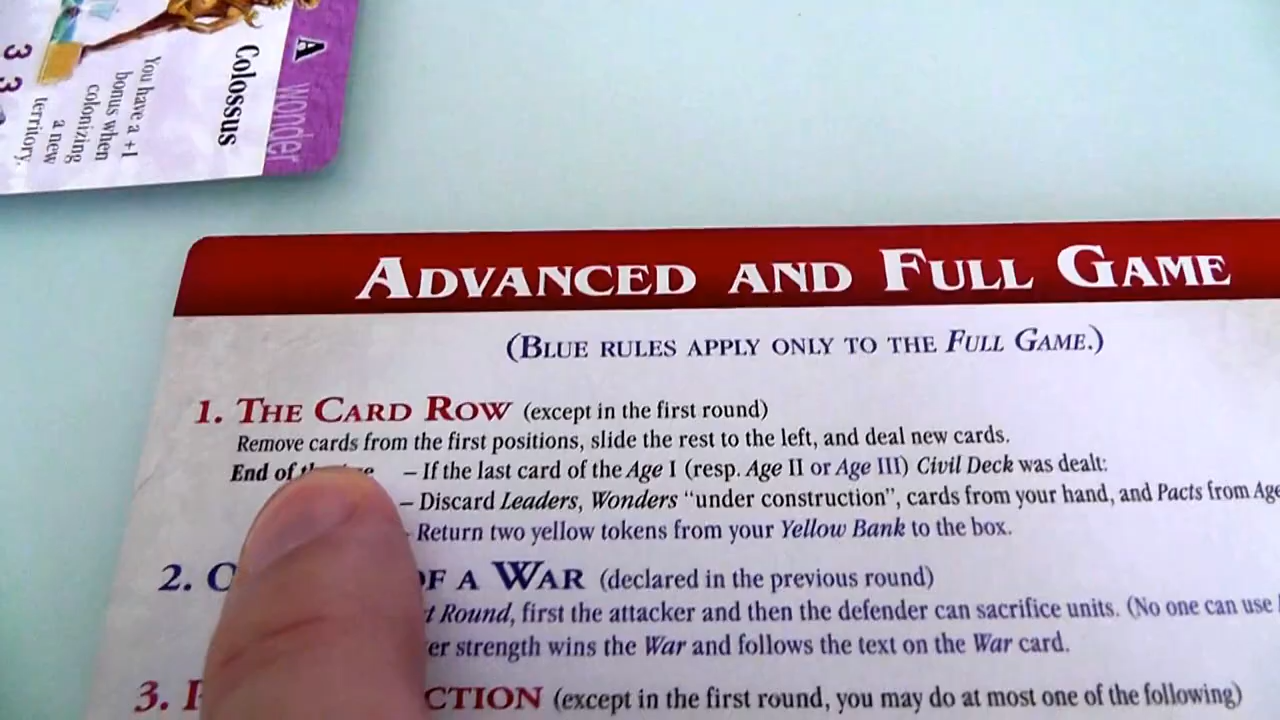 A wonder
Colossus
You have a +1
bonus when
colonizing
a new
territory.
3 3
ADVANCED AND FULL GAME
(BLUE RULES APPLY ONLY TO THE FULL GAME.)
1. THE CARD ROW (except in the first round)
Remove cards from the first positions, slide the rest to the left, and deal new cards.
End of – If the last card of the Age I (resp. Age II or Age III) Civil Deck was dealt:
– Discard Leaders, Wonders “under construction”, cards from your hand, and Pacts from Age
Return two yellow tokens from your Yellow Bank to the box.
2. OF A WAR (declared in the previous round)
Round, first the attacker and then the defender can sacrifice units. (No one can use
strength wins the War and follows the text on the War card.
3. (except in the first round, you may do at most one of the following)